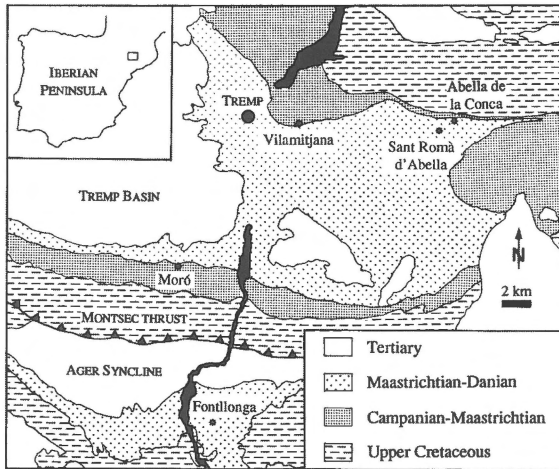 IBERIAN
PENINSULA
TREMP
Vilamitjana
Abella de
la Conca
Sant Romà
d'Abella
TREMP BASIN
Moró
MONTSEC THRUST
AGER SYNCLINE
Fontllonga
N
2 km
Tertiary
Maastrichtian-Danian
Campanian-Maastrichtian
Upper Cretaceous